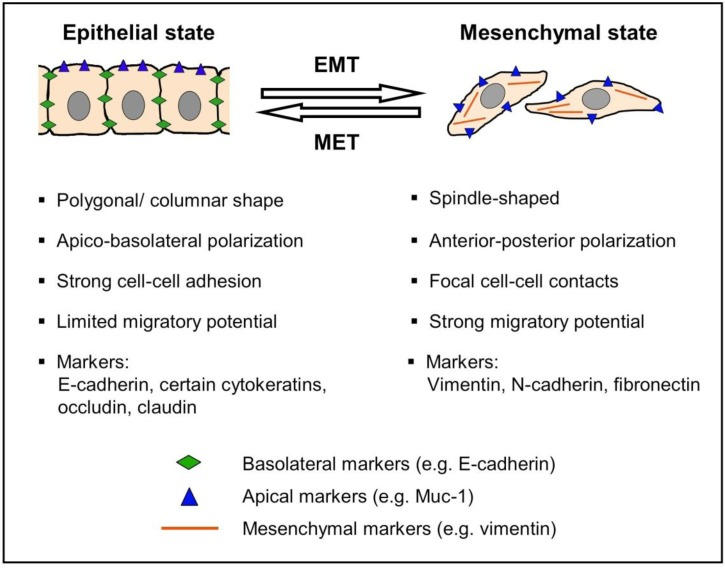 Epithelial state
Mesenchymal state
EMT
MET
▪ Polygonal/ columnar shape
▪ Apico-basolateral polarization
▪ Strong cell-cell adhesion
▪ Limited migratory potential
▪ Markers:
E-cadherin, certain cytokeratins,
occludin, claudin
▪ Spindle-shaped
▪ Anterior-posterior polarization
▪ Focal cell-cell contacts
▪ Strong migratory potential
▪ Markers:
Vimentin, N-cadherin, fibronectin
Basolateral markers (e.g. E-cadherin)
Apical markers (e.g. Muc-1)
Mesenchymal markers (e.g. vimentin)